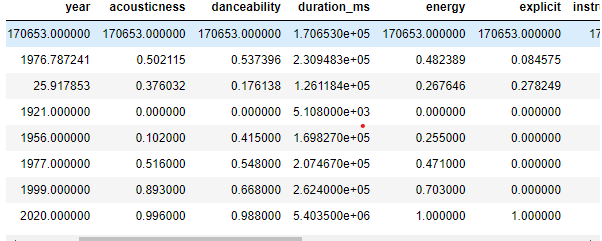 year acousticness danceability duration_ms energy explicit instr
170653.000000 170653.000000 170653.000000 1.706530e+05 170653.000000 170653.000000 17
1976.787241 0.502115 0.537396 2.309483e+05 0.482389 0.084575
25.917853 0.376032 0.176138 1.261184e+05 0.267646 0.278249
1921.000000 0.000000 0.000000 5.108000e+03 0.000000 0.000000
1956.000000 0.102000 0.415000 1.698270e+05 0.255000 0.000000
1977.000000 0.516000 0.548000 2.074670e+05 0.471000 0.000000
1999.000000 0.893000 0.668000 2.624000e+05 0.703000 0.000000
2020.000000 0.996000 0.988000 5.403500e+06 1.000000 1.000000